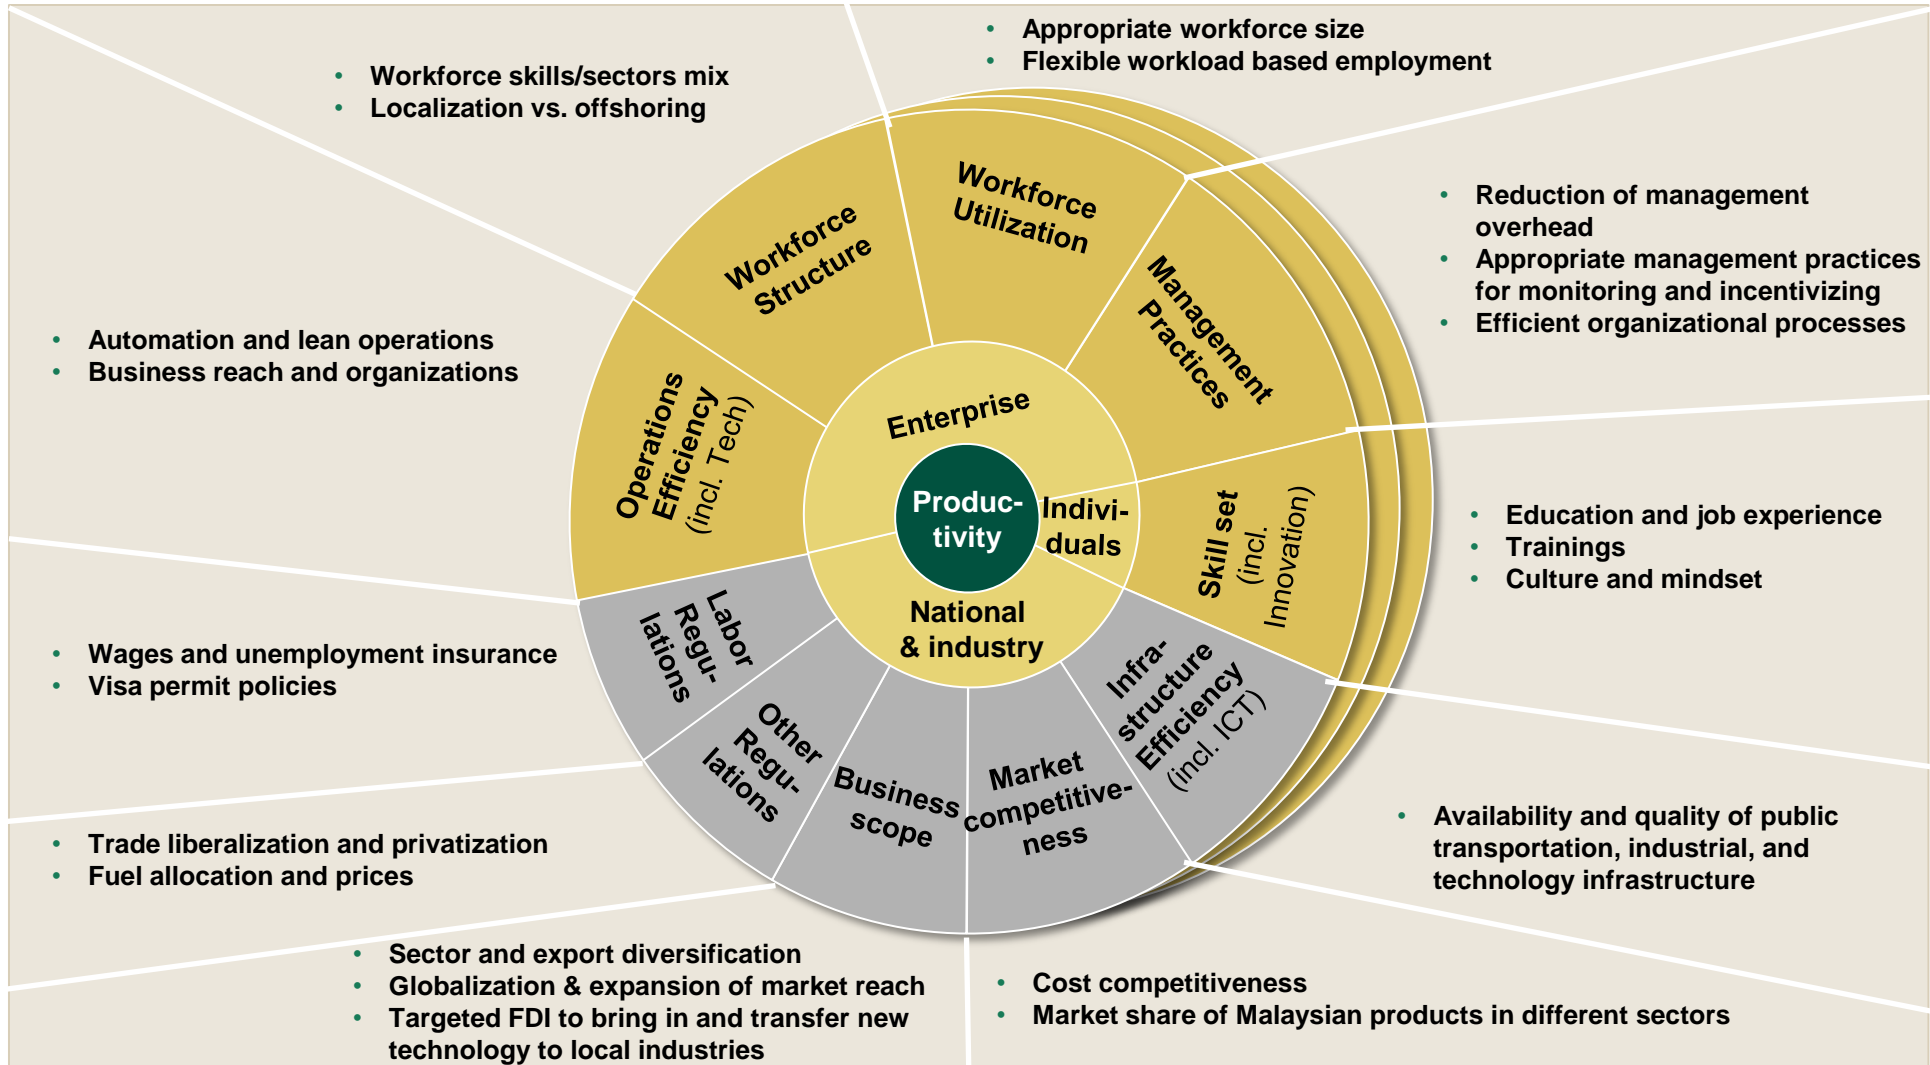 • Appropriate workforce size
• Flexible workload based employment
• Workforce skills/sectors mix
• Localization vs. offshoring
• Reduction of management
overhead
• Appropriate management practices
for monitoring and incentivizing
• Efficient organizational processes
• Automation and lean operations
• Business reach and organizations
• Education and job experience
• Trainings
• Culture and mindset
• Wages and unemployment insurance
• Visa permit policies
• Availability and quality of public
transportation, industrial, and
technology infrastructure
• Trade liberalization and privatization
• Fuel allocation and prices
• Sector and export diversification
• Globalization & expansion of market reach
• Targeted FDI to bring in and transfer new
technology to local industries
• Cost competitiveness
• Market share of Malaysian products in different sectors
Workforce
Structure
Workforce
Utilization
Management
Practices
Operations
Efficiency
(incl. Tech)
Skill set
(incl.
Innovation)
Labor
Regu-
lations
Other
Regu-
lations
Business
scope
Market
competitive-
ness
Infra-
structure
Efficiency
(incl. ICT)
Enterprise
Indivi-
duals
National
& industry
Produc-
tivity